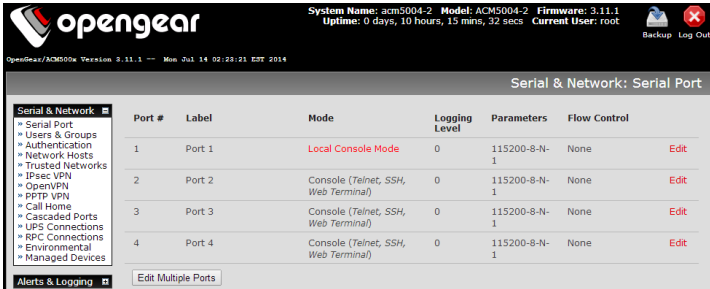 opengear
System Name: acm5004-2 Model: ACM5004-2 Firmware: 3.11.1
Uptime: 0 days, 10 hours, 15 mins, 32 secs Current User: root
Backup Log Out
OpenGear/ACM500x Version 3.11.1 -- Mon Jul 14 02:23:21 EST 2014
Serial & Network: Serial Port
Serial & Network
» Serial Port
» Users & Groups
» Authentication
» Network Hosts
» Trusted Networks
» IPsec VPN
» OpenVPN
» PPTP VPN
» Call Home
» Cascaded Ports
» UPS Connections
» RPC Connections
» Environmental
» Managed Devices
Alerts & Logging
Port # Label Mode Logging Level Parameters Flow Control
1 Port 1 Local Console Mode 0 115200-8-N-1 None Edit
2 Port 2 Console (Telnet, SSH, Web Terminal) 0 115200-8-N-1 None Edit
3 Port 3 Console (Telnet, SSH, Web Terminal) 0 115200-8-N-1 None Edit
4 Port 4 Console (Telnet, SSH, Web Terminal) 0 115200-8-N-1 None Edit
Edit Multiple Ports